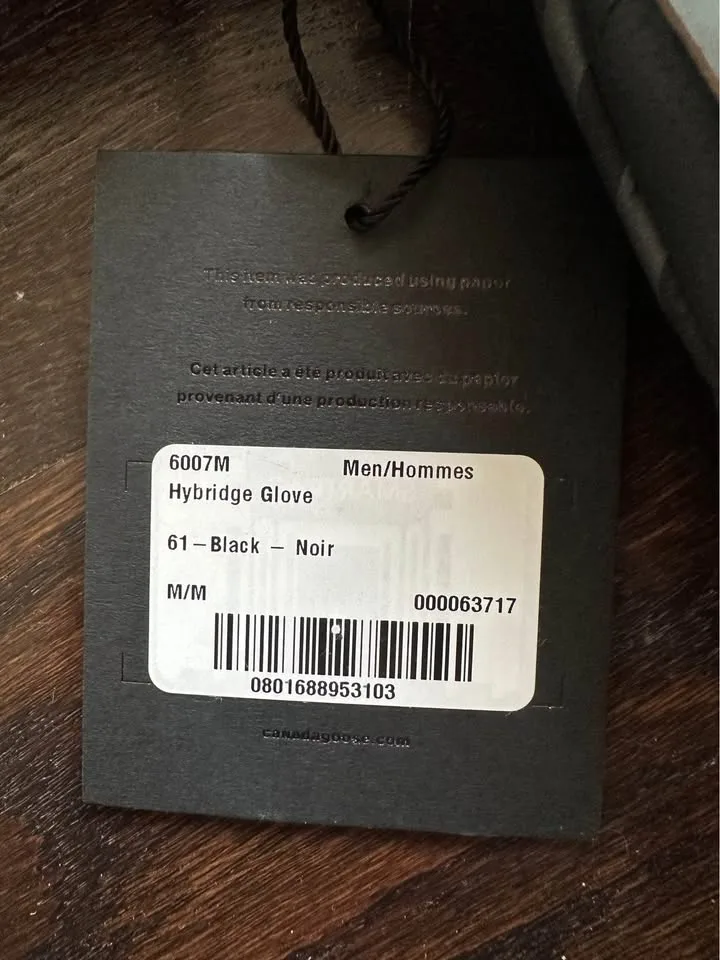 This item was produced using paper
from responsible sources.
Cet article a été produit avec du papier
provenant d'une production responsable.
6007M Men/Hommes
Hybridge Glove
61–Black – Noir
M/M 000063717
0801688953103
canadagoose.com